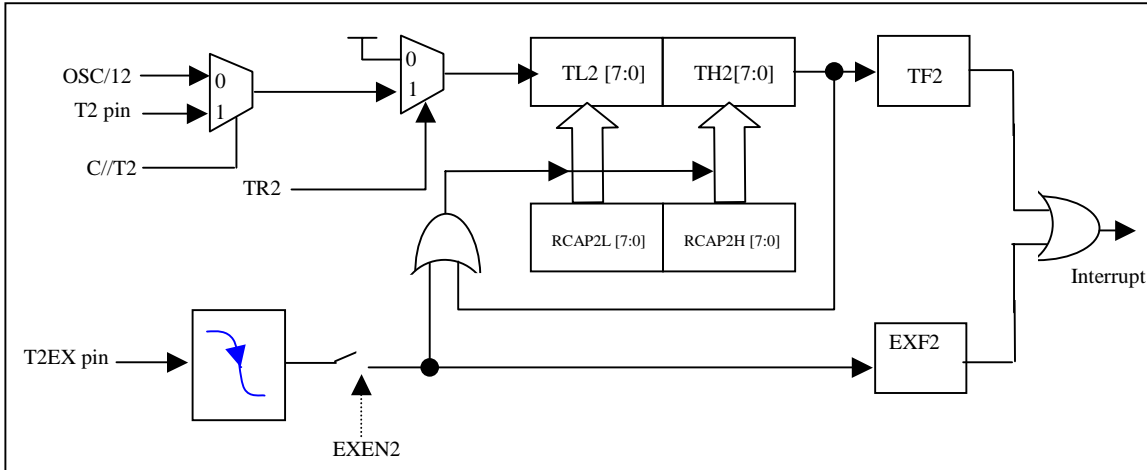 OSC/12
T2 pin
C//T2
0
1
0
1
TR2
TL2 [7:0]
TH2[7:0]
TF2
RCAP2L [7:0]
RCAP2H [7:0]
Interrupt
T2EX pin
EXEN2
EXF2